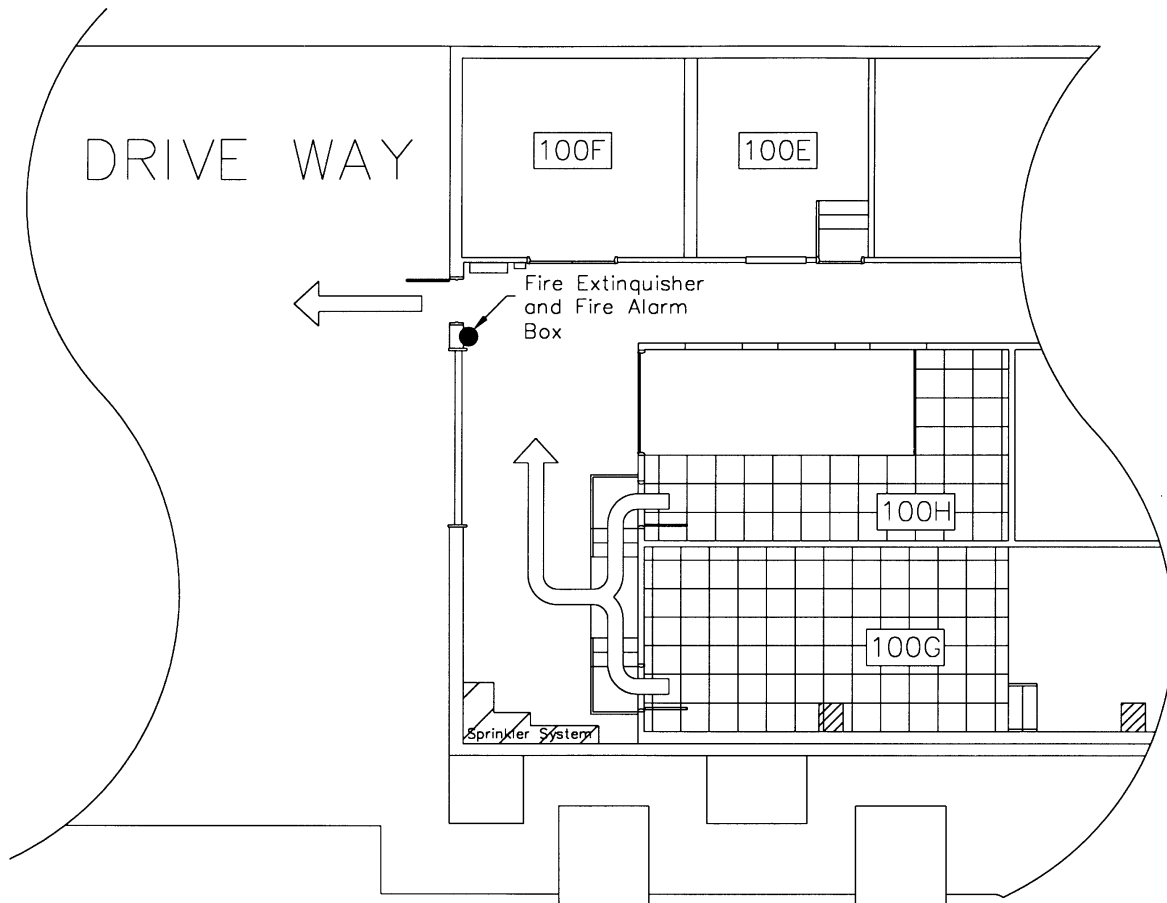 DRIVE WAY
100F
100E
Fire Extinquisher
and Fire Alarm
Box
100H
100G
Sprinkler System